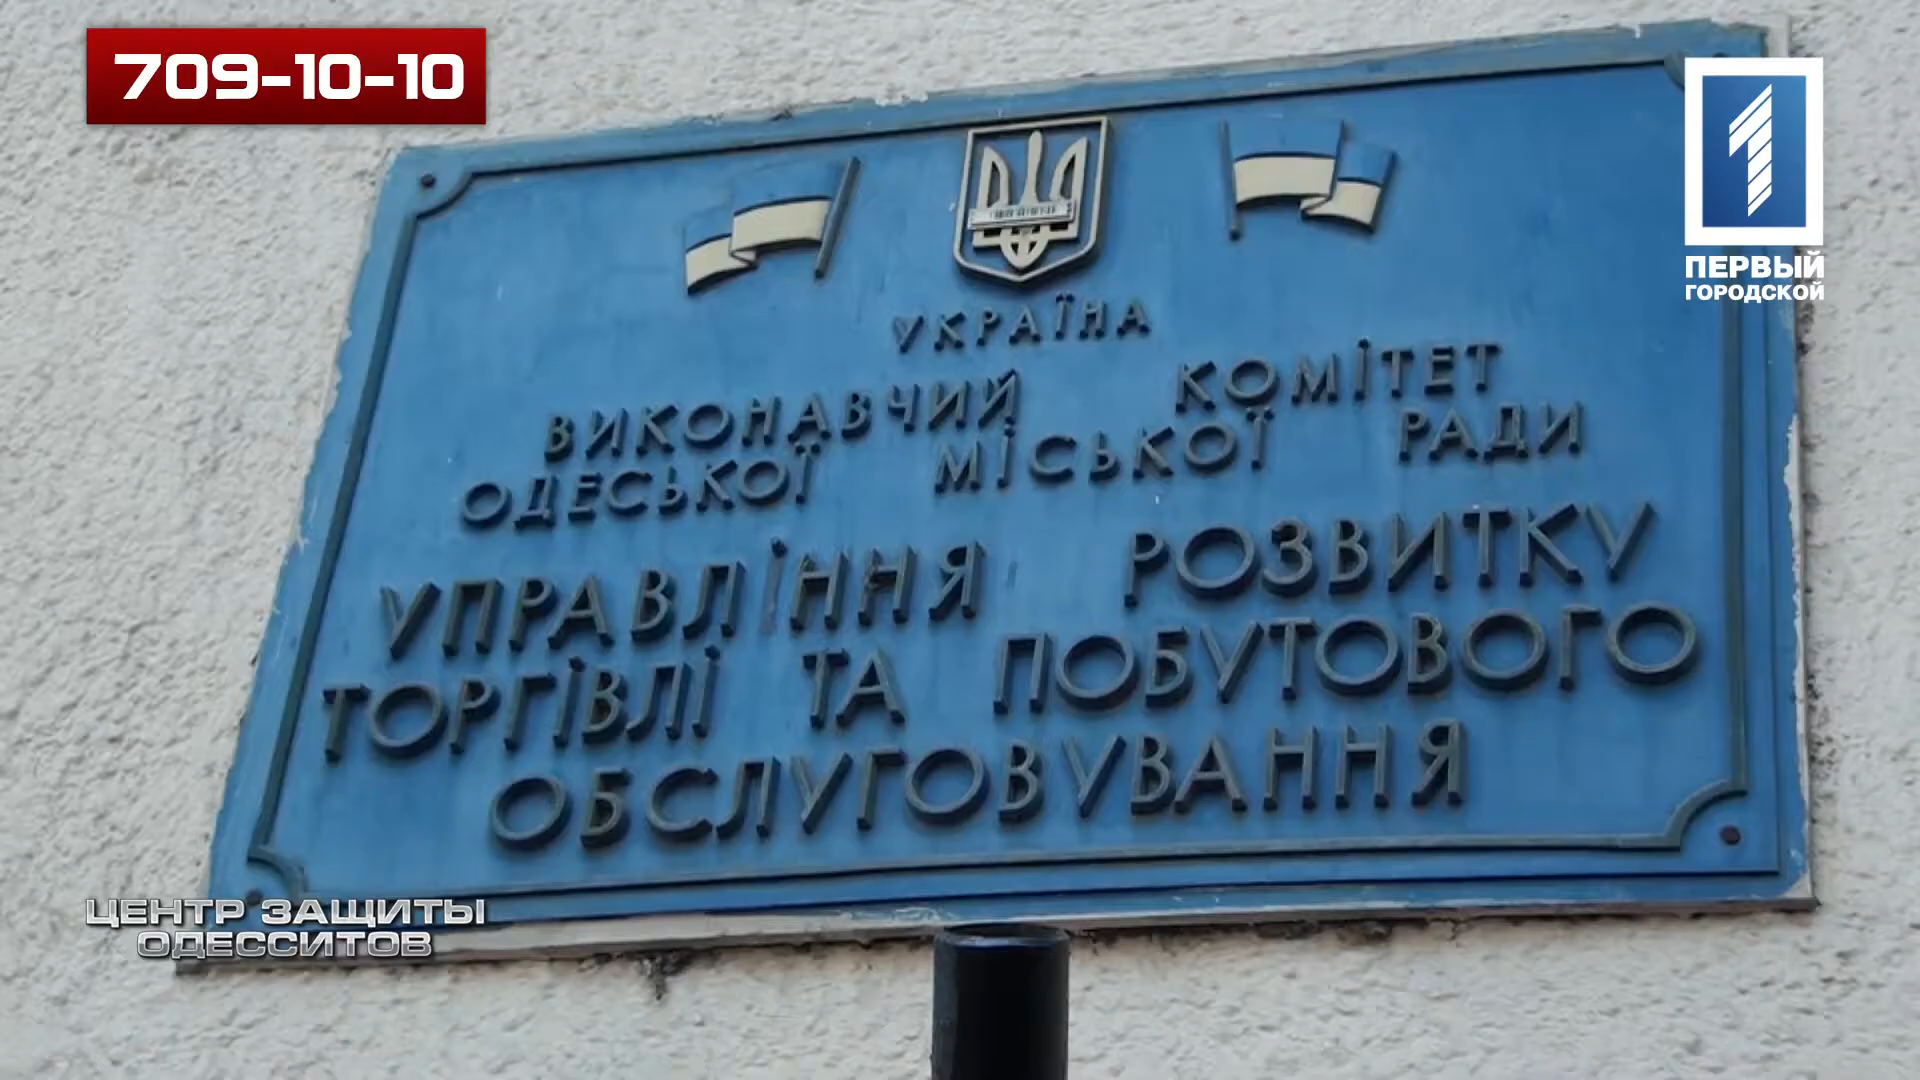 709-10-10
ПЕРВЫЙ
ГОРОДСКОЙ
УКРАЇНА
ВИКОНАВЧИЙ КОМІТЕТ
ОДЕСЬКОЇ МІСЬКОЇ РАДИ
УПРАВЛІННЯ РОЗВИТКУ
ТОРГІВЛІ ТА ПОБУТОВОГО
ОБСЛУГОВУВАННЯ
ЦЕНТР ЗАЩИТЫ
ОДЕССИТОВ